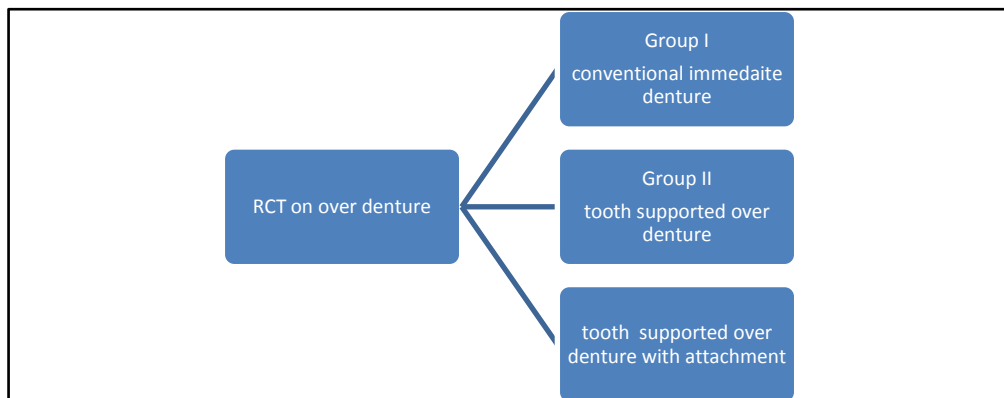 Group I
conventional immedaite
denture
RCT on over denture
Group II
tooth supported over
denture
tooth supported over
denture with attachment